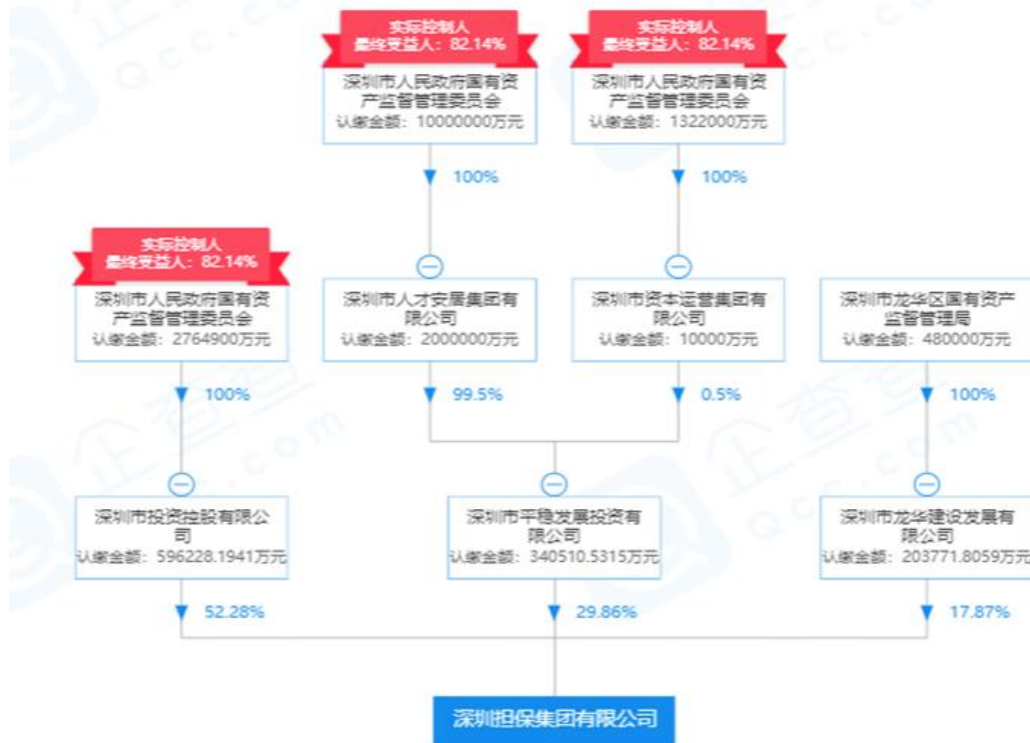 实际控制人
最终受益人：82.14%
深圳市人民政府国有资
产监督管理委员会
认缴金额：10000000万元
100%
实际控制人
最终受益人：82.14%
深圳市人民政府国有资
产监督管理委员会
认缴金额：1322000万元
100%
实际控制人
最终受益人：82.14%
深圳市人民政府国有资
产监督管理委员会
认缴金额：2764900万元
100%
深圳市人才安居集团有
限公司
认缴金额：2000000万元
99.5%
深圳市资本运营集团有
限公司
认缴金额：10000万元
0.5%
深圳市龙华区国有资产
监督管理局
认缴金额：480000万元
100%
深圳市投资控股有限公
司
认缴金额：596228.1941万元
52.28%
深圳市平稳发展投资有
限公司
认缴金额：340510.5315万元
29.86%
深圳市龙华建设发展有
限公司
认缴金额：203771.8059万元
17.87%
深圳担保集团有限公司
企查查
Qcc.com
企查查
Qcc.com